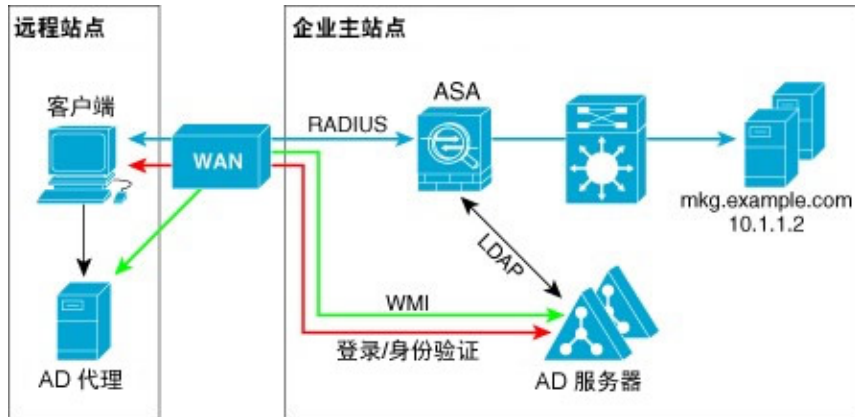 远程站点
企业主站点
客户端
ASA
RADIUS
WAN
mkg.example.com
10.1.1.2
LDAP
WMI
登录/身份验证
AD 代理
AD 服务器